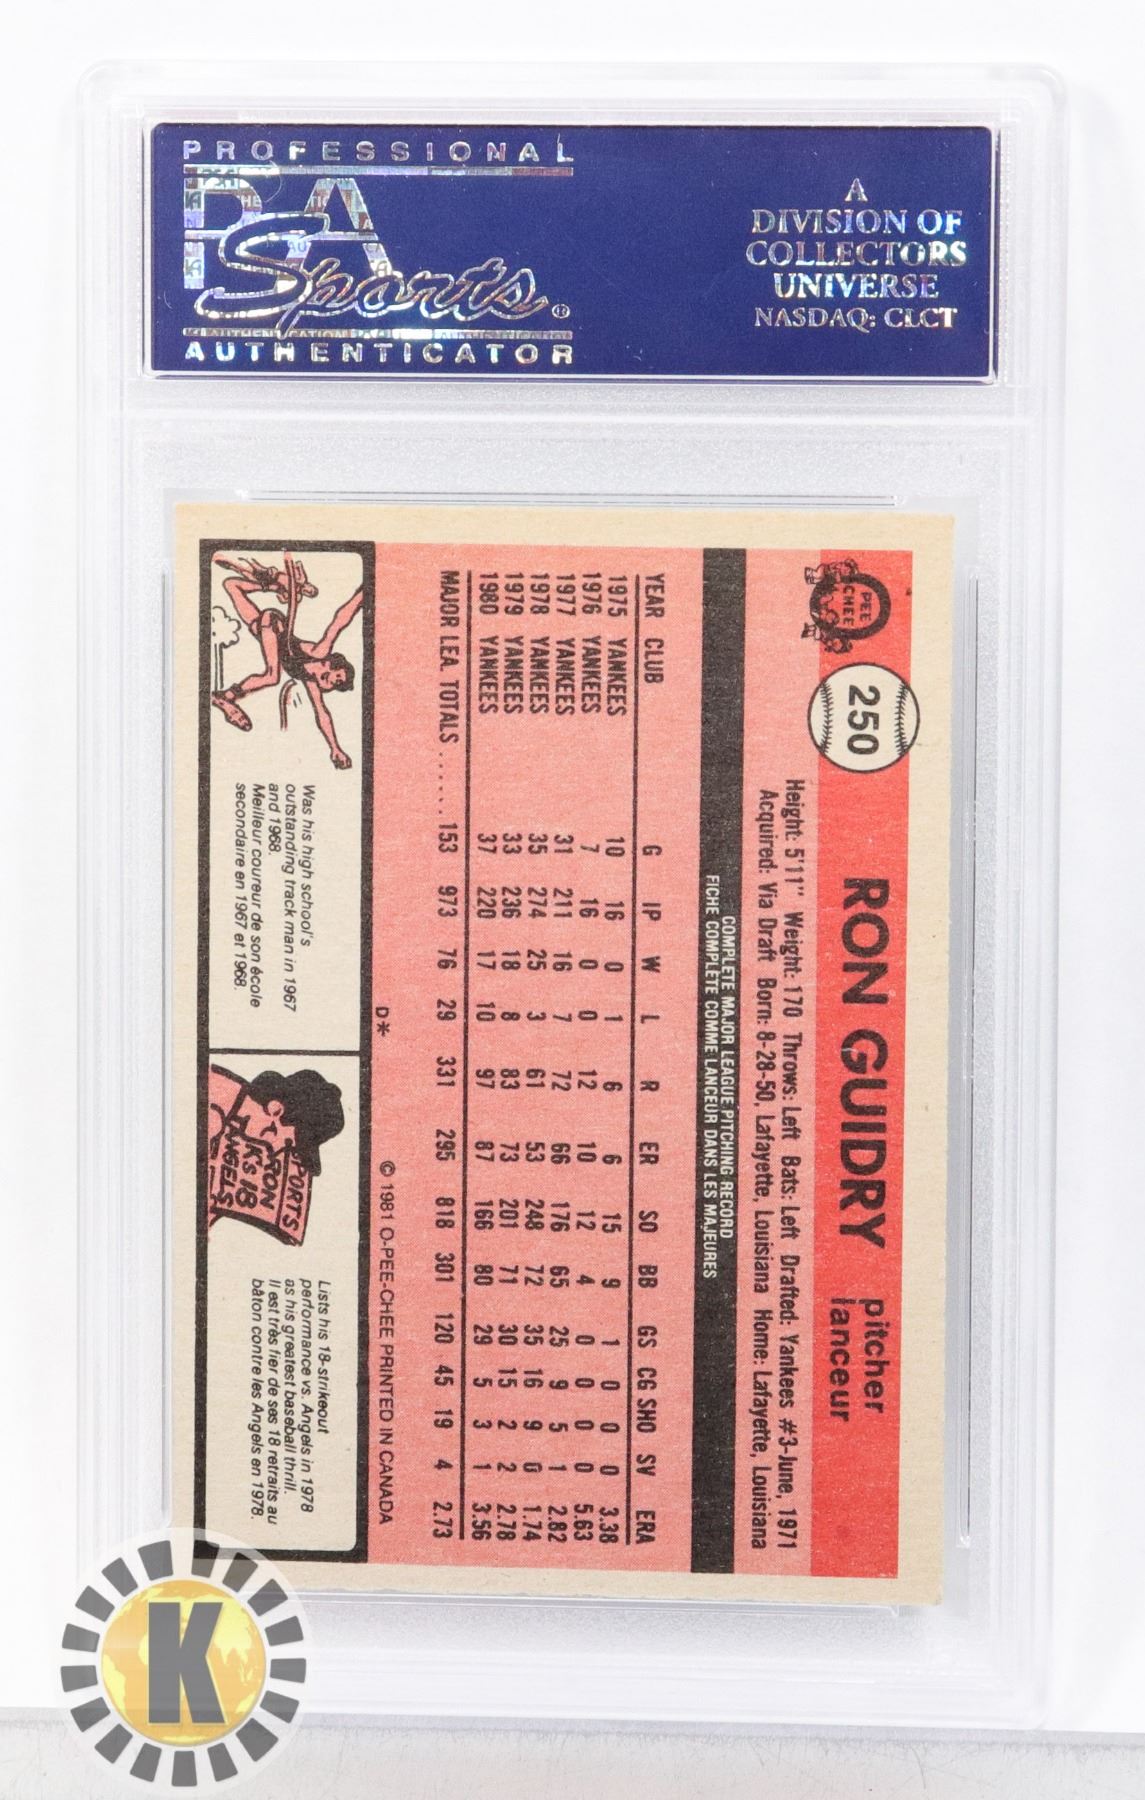 PROFESSIONAL
PSA
Sports®
AUTHENTICATOR
A
DIVISION OF
COLLECTORS
UNIVERSE
NASDAQ: CLCT
O
PEE
CHEE
250
RON GUIDRY
pitcher
lanceur
Height: 5'11" Weight: 170 Throws: Left Bats: Left Drafted: Yankees #3-June, 1971
Acquired: Via Draft Born: 8-28-50, Lafayette, Louisiana Home: Lafayette, Louisiana
COMPLETE MAJOR LEAGUE PITCHING RECORD
FICHE COMPLÈTE COMME LANCEUR DANS LES MAJEURES
YEAR CLUB G IP W L R ER SO BB GS CG SHO SV ERA
1975 YANKEES 10 16 0 1 6 6 15 9 1 0 0 0 3.38
1976 YANKEES 7 16 0 0 12 10 12 4 0 0 0 0 5.63
1977 YANKEES 31 211 16 7 72 66 176 65 25 9 5 1 2.82
1978 YANKEES 35 274 25 3 61 53 248 72 35 16 9 0 1.74
1979 YANKEES 33 236 18 8 83 73 201 71 30 15 2 2 2.78
1980 YANKEES 37 220 17 10 97 87 166 80 29 5 3 1 3.56
MAJOR LEA. TOTALS ...... 153 973 76 29 331 295 818 301 120 45 19 4 2.73
D* © 1981 O-PEE-CHEE PRINTED IN CANADA
Was his high school's
outstanding track man in 1967
and 1968.
Meilleur coureur de son école
secondaire en 1967 et 1968.
SPORTS
RON
K's 18
ANGELS
Lists his 18-strikeout
performance vs. Angels in 1978
as his greatest baseball thrill.
Il est très fier de ses 18 retraits au
bâton contre les Angels en 1978.
K